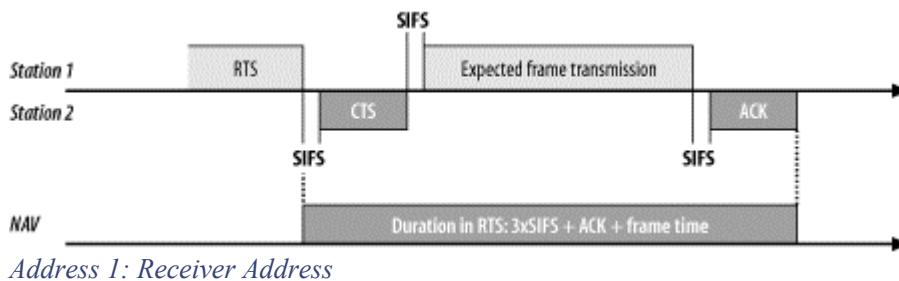 SIFS
Station 1
RTS
Expected frame transmission
Station 2
CTS
ACK
SIFS
SIFS
NAV
Duration in RTS: 3xSIFS + ACK + frame time
Address 1: Receiver Address